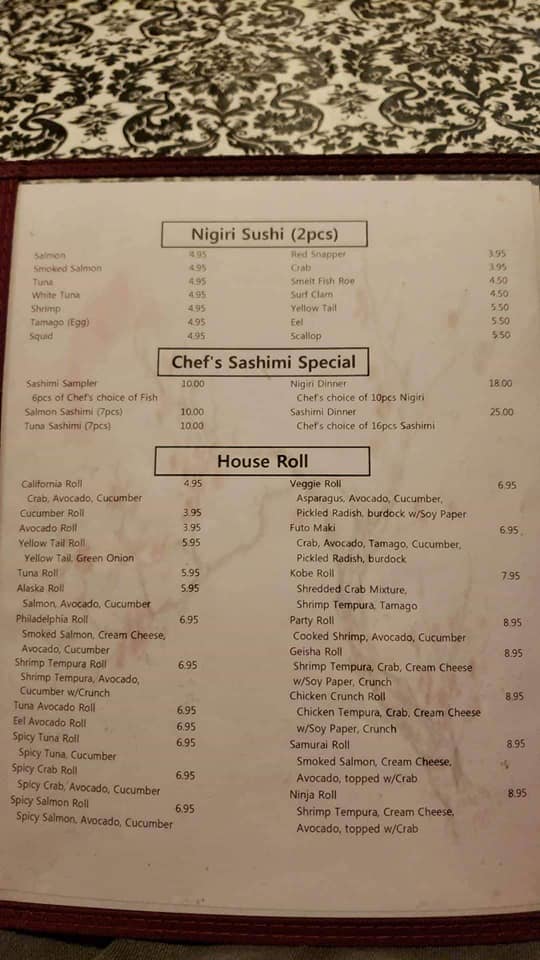 Nigiri Sushi (2pcs)
Salmon 4.95
Smoked Salmon 4.95
Tuna 4.95
White Tuna 4.95
Shrimp 4.95
Tamago (Egg) 4.95
Squid 4.95
Red Snapper 3.95
Crab 3.95
Smelt Fish Roe 4.50
Surf Clam 4.50
Yellow Tail 5.50
Eel 5.50
Scallop 5.50
Chef's Sashimi Special
Sashimi Sampler 10.00
6pcs of Chef's choice of Fish
Salmon Sashimi (7pcs) 10.00
Tuna Sashimi (7pcs) 10.00
Nigiri Dinner 18.00
Chef's choice of 10pcs Nigiri
Sashimi Dinner 25.00
Chef's choice of 16pcs Sashimi
House Roll
California Roll 4.95
Crab, Avocado, Cucumber
Cucumber Roll 3.95
Avocado Roll 3.95
Yellow Tail Roll 5.95
Yellow Tail, Green Onion
Tuna Roll 5.95
Alaska Roll 5.95
Salmon, Avocado, Cucumber
Philadelphia Roll 6.95
Smoked Salmon, Cream Cheese,
Avocado, Cucumber
Shrimp Tempura Roll 6.95
Shrimp Tempura, Avocado,
Cucumber w/Crunch
Tuna Avocado Roll 6.95
Eel Avocado Roll 6.95
Spicy Tuna Roll 6.95
Spicy Tuna, Cucumber
Spicy Crab Roll 6.95
Spicy Crab, Avocado, Cucumber
Spicy Salmon Roll 6.95
Spicy Salmon, Avocado, Cucumber
Veggie Roll 6.95
Asparagus, Avocado, Cucumber,
Pickled Radish, burdock w/Soy Paper
Futo Maki 6.95
Crab, Avocado, Tamago, Cucumber,
Pickled Radish, burdock
Kobe Roll 7.95
Shredded Crab Mixture,
Shrimp Tempura, Tamago
Party Roll 8.95
Cooked Shrimp, Avocado, Cucumber
Geisha Roll 8.95
Shrimp Tempura, Crab, Cream Cheese
w/Soy Paper, Crunch
Chicken Crunch Roll 8.95
Chicken Tempura, Crab, Cream Cheese
w/Soy Paper, Crunch
Samurai Roll 8.95
Smoked Salmon, Cream Cheese,
Avocado, topped w/Crab
Ninja Roll 8.95
Shrimp Tempura, Cream Cheese,
Avocado, topped w/Crab